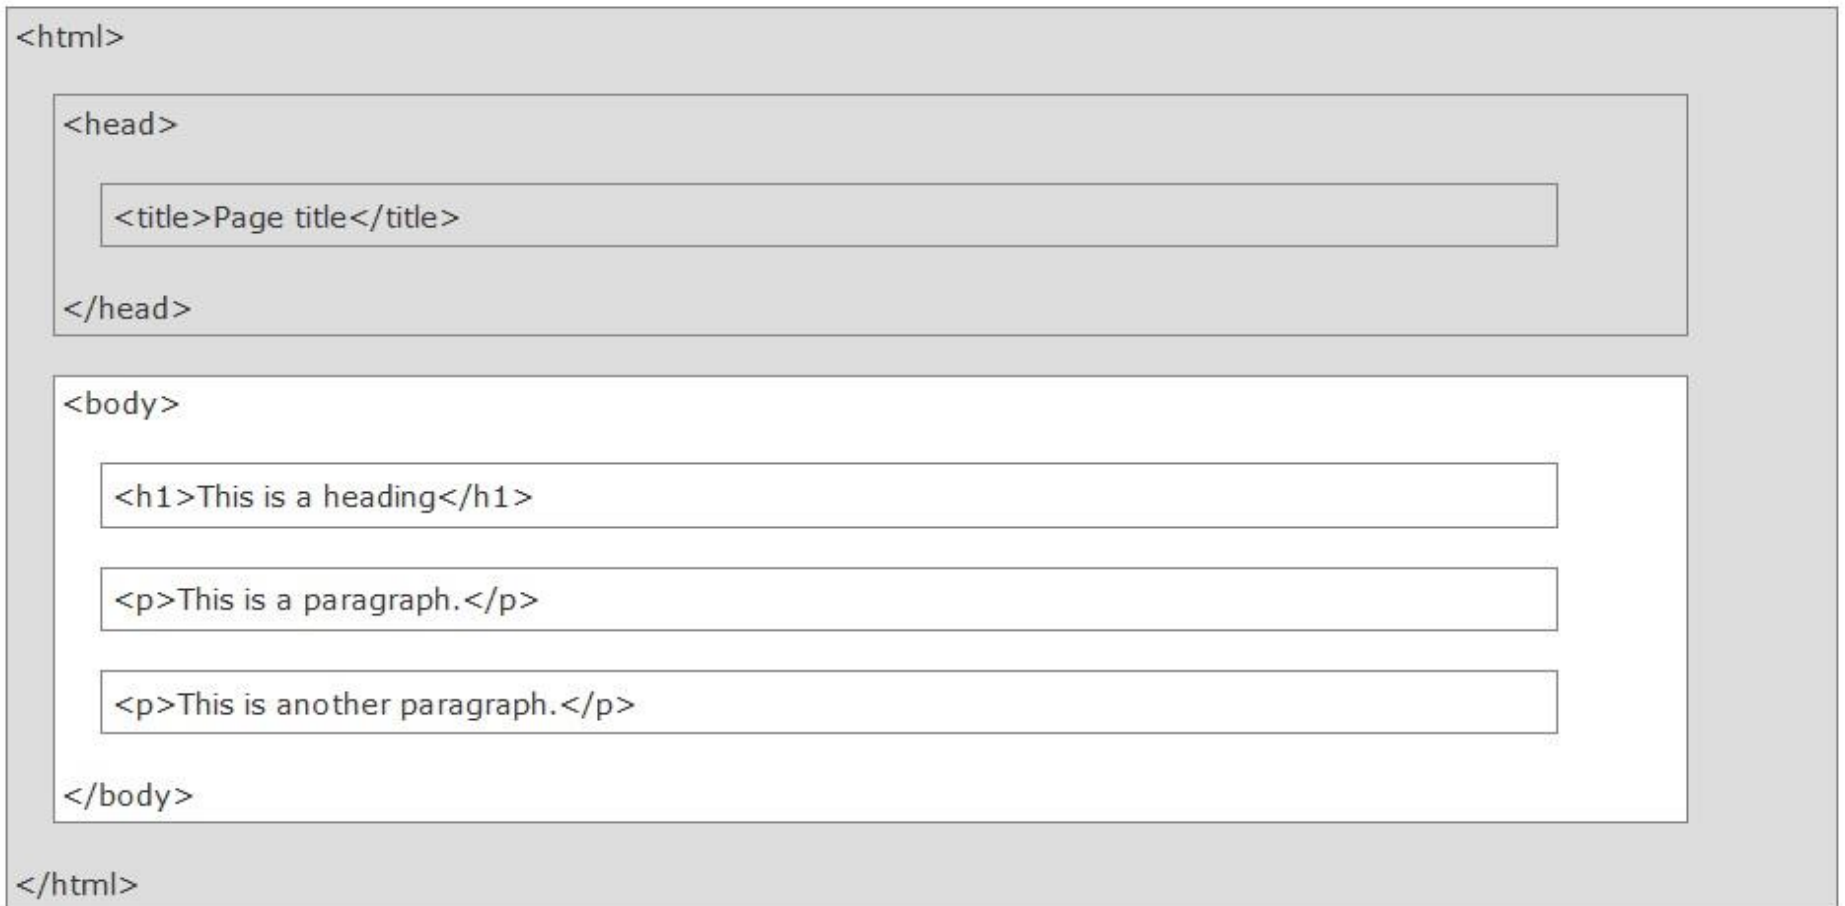 <html>
<head>
<title>Page title</title>
</head>
<body>
<h1>This is a heading</h1>
<p>This is a paragraph.</p>
<p>This is another paragraph.</p>
</body>
</html>